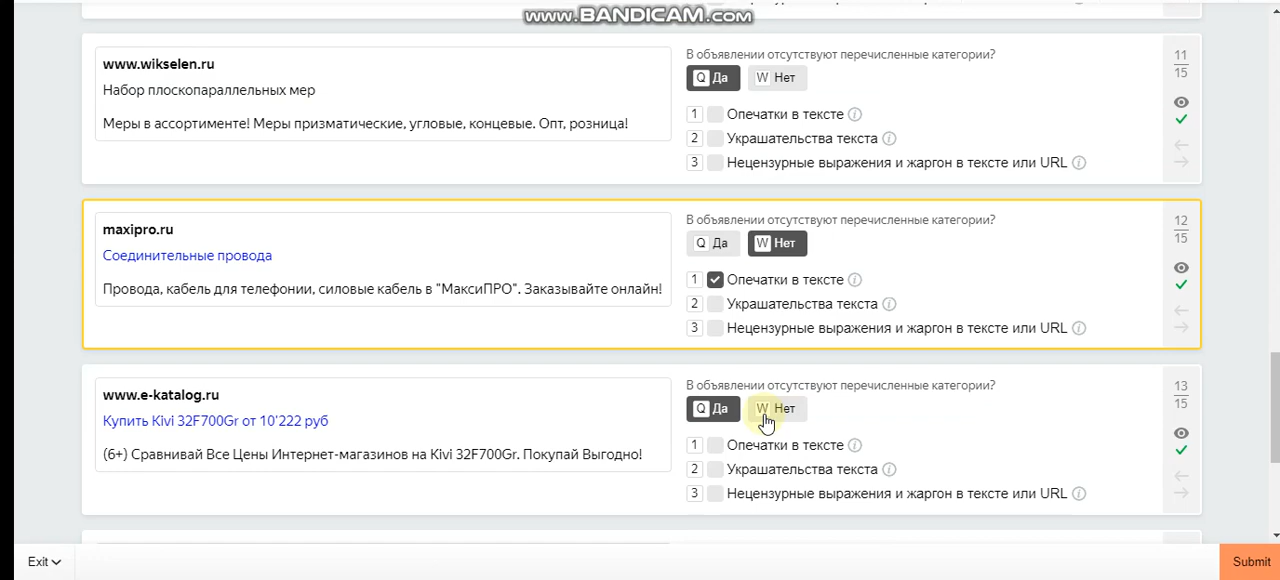 www.BANDICAM.com
www.wikselen.ru
Набор плоскопараллельных мер
Меры в ассортименте! Меры призматические, угловые, концевые. Опт, розница!
В объявлении отсутствуют перечисленные категории?
Q Да W Нет
1 Опечатки в тексте
2 Украшательства текста
3 Нецензурные выражения и жаргон в тексте или URL
11
15
maxipro.ru
Соединительные провода
Провода, кабель для телефонии, силовые кабель в "МаксиПРО". Заказывайте онлайн!
В объявлении отсутствуют перечисленные категории?
Q Да W Нет
1 Опечатки в тексте
2 Украшательства текста
3 Нецензурные выражения и жаргон в тексте или URL
12
15
www.e-katalog.ru
Купить Kivi 32F700Gr от 10'222 руб
(6+) Сравнивай Все Цены Интернет-магазинов на Kivi 32F700Gr. Покупай Выгодно!
В объявлении отсутствуют перечисленные категории?
Q Да W Нет
1 Опечатки в тексте
2 Украшательства текста
3 Нецензурные выражения и жаргон в тексте или URL
13
15
Exit
Submit